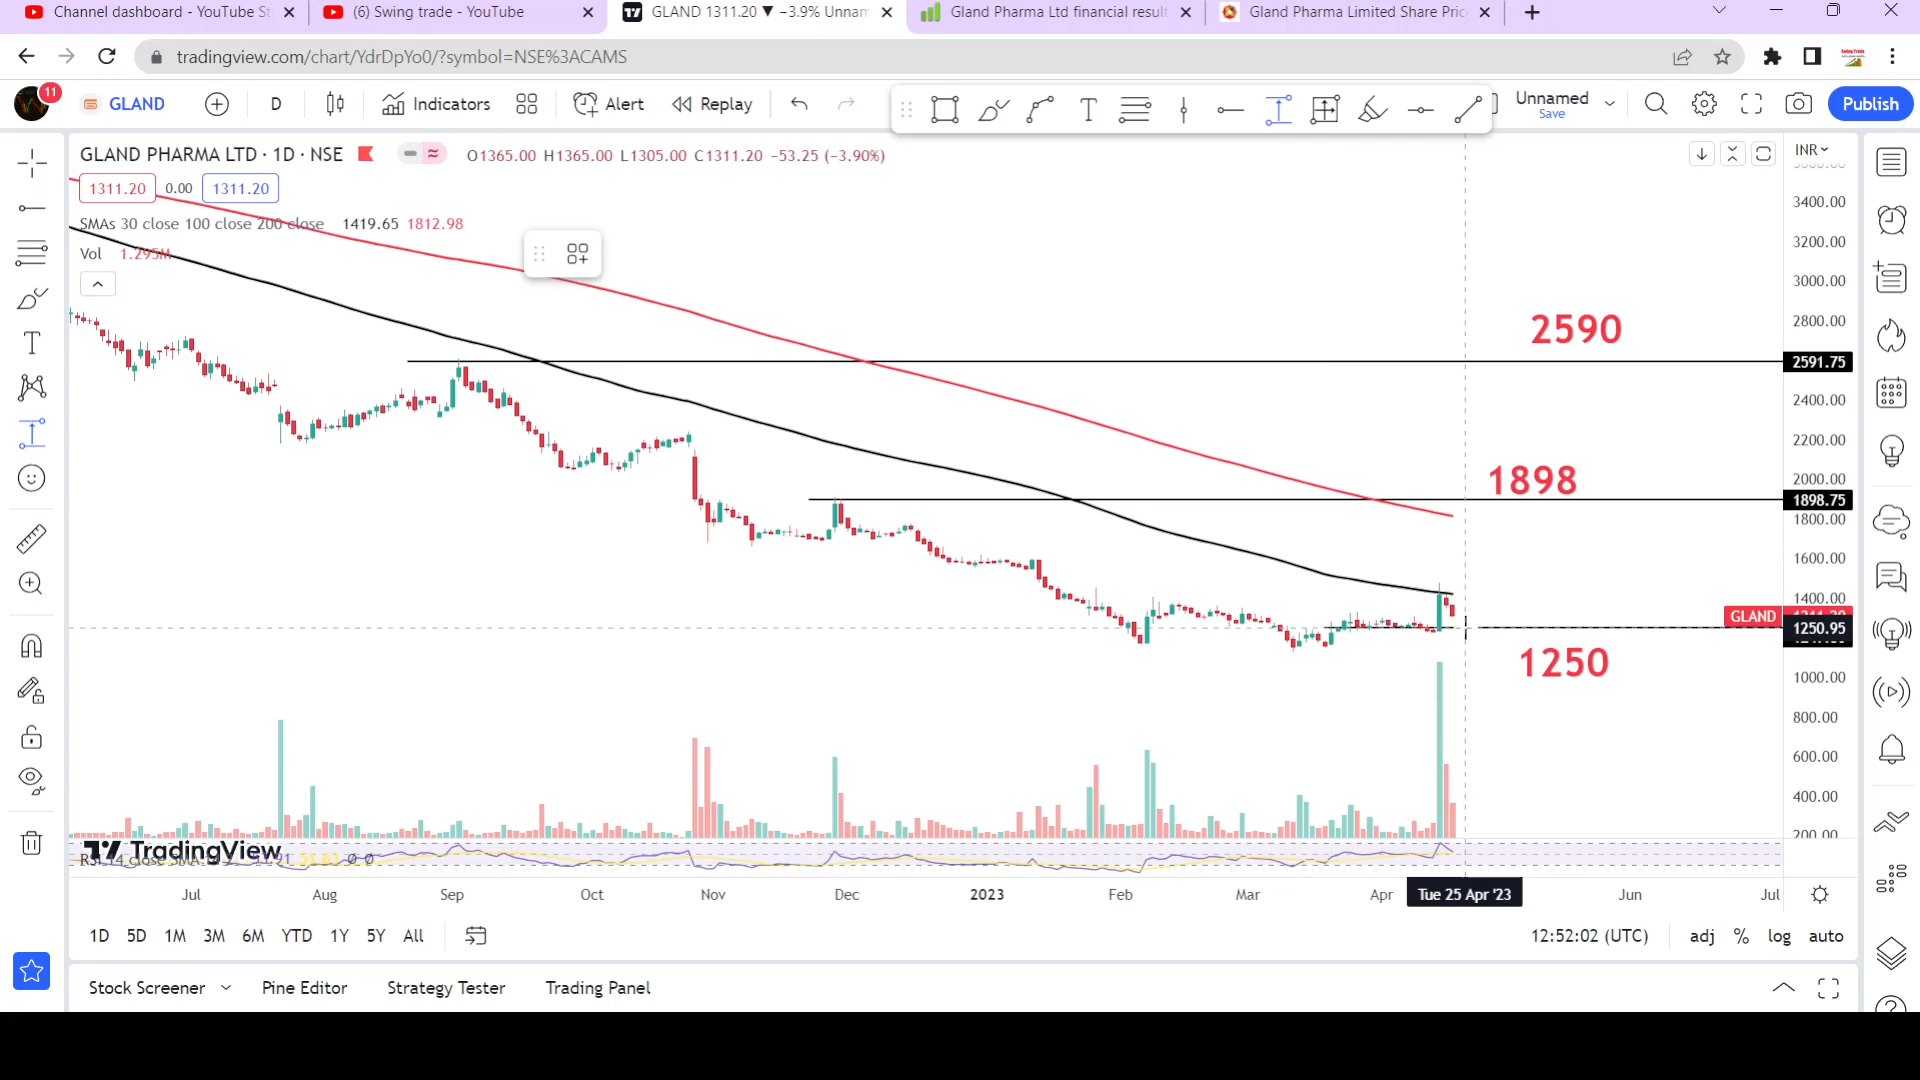 Channel dashboard - YouTube St
(6) Swing trade - YouTube
GLAND 1311.20 ▼ −3.9% Unnam
Gland Pharma Ltd financial result
Gland Pharma Limited Share Pric
tradingview.com/chart/YdrDpYo0/?symbol=NSE%3ACAMS
11
GLAND
D
Indicators
Alert
Replay
Unnamed
Save
Publish
GLAND PHARMA LTD · 1D · NSE
O1365.00 H1365.00 L1305.00 C1311.20 −53.25 (−3.90%)
INR
1311.20
0.00
1311.20
SMAs 30 close 100 close 200 close 1419.65 1812.98
Vol 1.295M
3400.00
3200.00
3000.00
2800.00
2590
2591.75
2400.00
2200.00
2000.00
1898
1898.75
1800.00
1600.00
1400.00
GLAND
1250.95
1250
1000.00
800.00
600.00
400.00
200.00
TradingView
RSI 14 close SMA
Jul
Aug
Sep
Oct
Nov
Dec
2023
Feb
Mar
Apr
Tue 25 Apr '23
Jun
Jul
1D 5D 1M 3M 6M YTD 1Y 5Y All
12:52:02 (UTC)
adj % log auto
Stock Screener
Pine Editor
Strategy Tester
Trading Panel